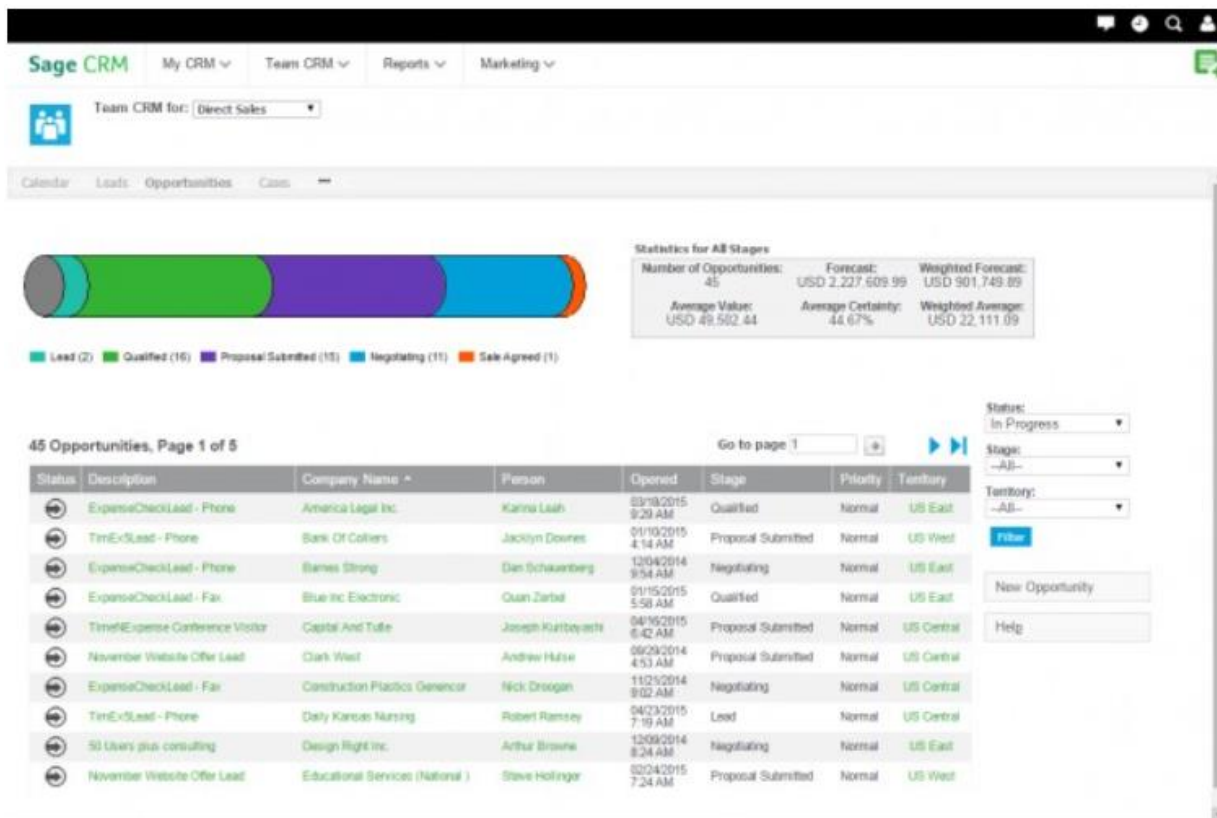 Sage CRM My CRM Team CRM Reports Marketing
Team CRM for: Direct Sales
Calendar Leads Opportunities Cases
Statistics for All Stages
Number of Opportunities: Forecast: Weighted Forecast:
45 USD 2,227,609.99 USD 901,749.89
Average Value: Average Certainty: Weighted Average:
USD 49,502.44 44.67% USD 22,111.09
Lead (2) Qualified (16) Proposal Submitted (15) Negotiating (11) Sale Agreed (1)
Status:
In Progress
45 Opportunities, Page 1 of 5 Go to page 1
Stage:
--All--
Territory:
--All--
Filter
New Opportunity
Help
Status Description Company Name Person Opened Stage Priority Territory
ExpenseCheckLead - Phone America Legal Inc. Karina Leah 03/18/2015 9:29 AM Qualified Normal US East
TimEx5Lead - Phone Bank Of Colliers Jacklyn Downes 01/10/2015 4:14 AM Proposal Submitted Normal US West
ExpenseCheckLead - Phone Barnes Strong Dan Schauenberg 12/04/2014 9:54 AM Negotiating Normal US East
ExpenseCheckLead - Fax Blue Inc Electronic Quan Zarbel 01/15/2015 5:58 AM Qualified Normal US East
TimeNExpense Conference Visitor Capital And Tutle Joseph 04/16/2015 6:42 AM Proposal Submitted Normal US Central
November Website Offer Lead Clark West Andrew Hulse 4:53 AM Proposal Submitted Normal US Central
ExpenseCheckLead - Fax Construction Plastics Genencor Nick Droogan 11/21/2014 9:02 AM Negotiating Normal US Central
TimEx5Lead - Phone Daily Kansas Nursing Robert Ramsey 04/23/2015 7:19 AM Lead Normal US Central
50 Users plus consulting Design Right Inc. Arthur Browne 12/09/2014 8:24 AM Negotiating Normal US East
November Website Offer Lead Educational Services (National ) Steve Hollinger 02/24/2015 7:24 AM Proposal Submitted Normal US West